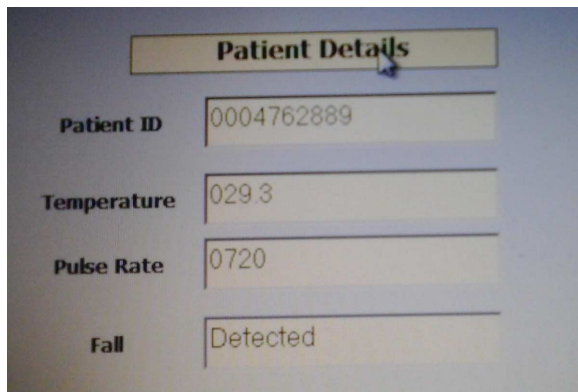 Patient Details
Patient ID 0004762889
Temperature 029.3
Pulse Rate 0720
Fall Detected